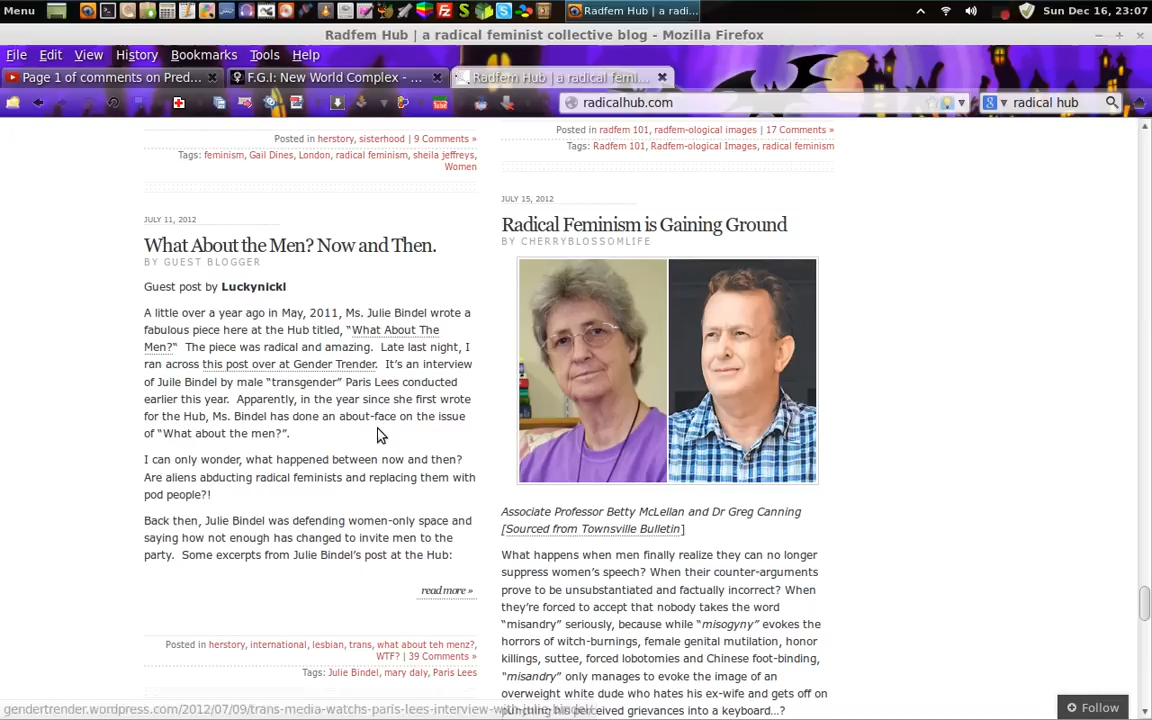 Menu
Radfem Hub | a radi...
Sun Dec 16, 23:07
Radfem Hub | a radical feminist collective blog - Mozilla Firefox
File Edit View History Bookmarks Tools Help
Page 1 of comments on Pred...
F.G.I: New World Complex - ...
Radfem Hub | a radical femi...
radicalhub.com
radical hub
Posted in herstory, sisterhood | 9 Comments »
Tags: feminism, Gail Dines, London, radical feminism, sheila jeffreys,
Women
JULY 11, 2012
What About the Men? Now and Then.
BY GUEST BLOGGER
Guest post by Luckynickl
A little over a year ago in May, 2011, Ms. Julie Bindel wrote a
fabulous piece here at the Hub titled, “What About The
Men?“  The piece was radical and amazing.  Late last night, I
ran across this post over at Gender Trender.  It’s an interview
of Juile Bindel by male “transgender” Paris Lees conducted
earlier this year.  Apparently, in the year since she first wrote
for the Hub, Ms. Bindel has done an about-face on the issue
of “What about the men?”.
I can only wonder, what happened between now and then?
Are aliens abducting radical feminists and replacing them with
pod people?!
Back then, Julie Bindel was defending women-only space and
saying how not enough has changed to invite men to the
party.  Some excerpts from Julie Bindel’s post at the Hub:
read more »
Posted in herstory, international, lesbian, trans, what about teh menz?,
WTF? | 39 Comments »
Tags: Julie Bindel, mary daly, Paris Lees
Posted in radfem 101, radfem-ological images | 17 Comments »
Tags: Radfem 101, Radfem-ological Images, radical feminism
JULY 15, 2012
Radical Feminism is Gaining Ground
BY CHERRYBLOSSOMLIFE
Associate Professor Betty McLellan and Dr Greg Canning
[Sourced from Townsville Bulletin]
What happens when men finally realize they can no longer
suppress women’s speech? When their counter-arguments
prove to be unsubstantiated and factually incorrect? When
they’re forced to accept that nobody takes the word
“misandry” seriously, because while “misogyny” evokes the
horrors of witch-burnings, female genital mutilation, honor
killings, suttee, forced lobotomies and Chinese foot-binding,
“misandry” only manages to evoke the image of an
overweight white dude who hates his ex-wife and gets off on
punching his perceived grievances into a keyboard...?
gendertrender.wordpress.com/2012/07/09/trans-media-watchs-paris-lees-interview-with-julie-bindel/
Follow